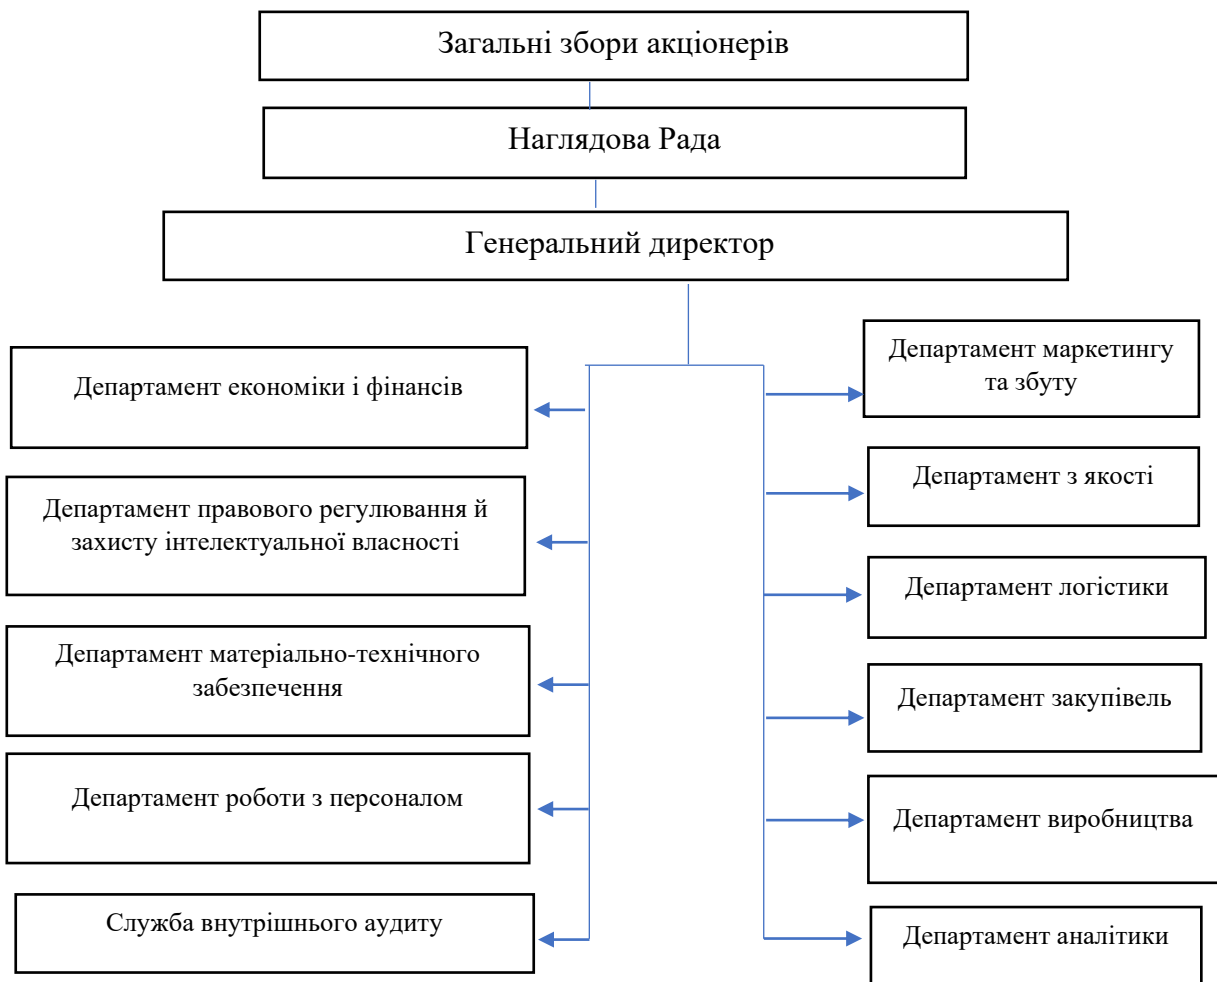 Загальні збори акціонерів
Наглядова Рада
Генеральний директор
Департамент економіки і фінансів
Департамент правового регулювання й
захисту інтелектуальної власності
Департамент матеріально-технічного
забезпечення
Департамент роботи з персоналом
Служба внутрішнього аудиту
Департамент маркетингу
та збуту
Департамент з якості
Департамент логістики
Департамент закупівель
Департамент виробництва
Департамент аналітики